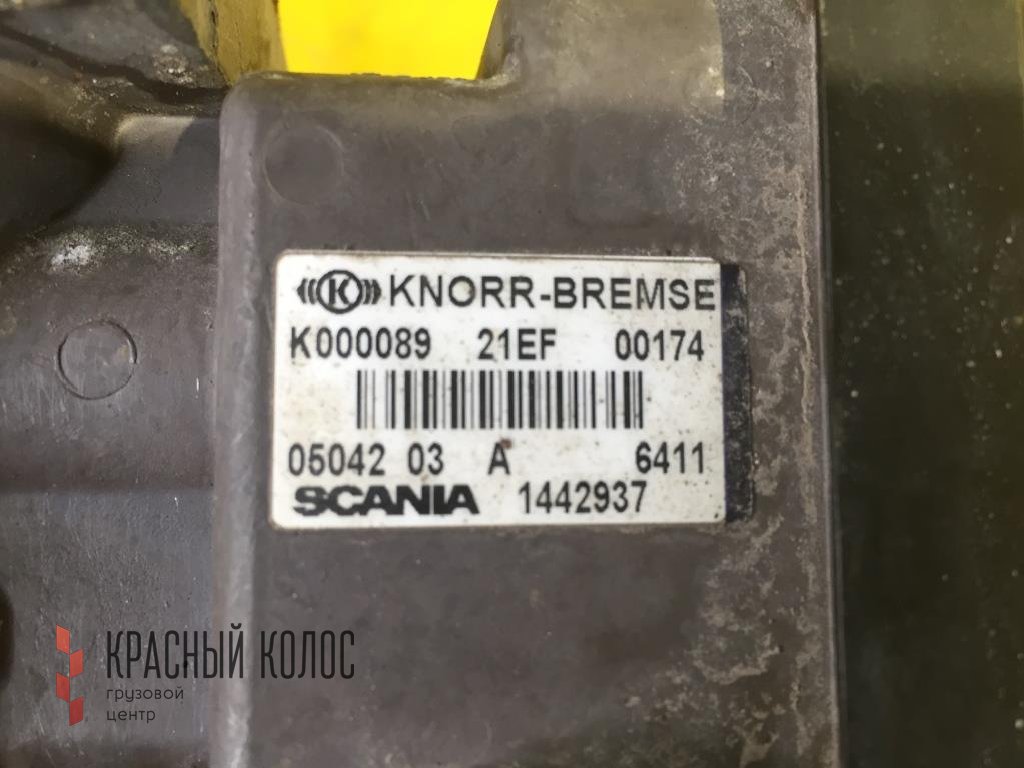 K KNORR-BREMSE
K000089 21EF 00174
05042 03 A 6411
SCANIA 1442937
КРАСНЫЙ КОЛОС
грузовой
центр